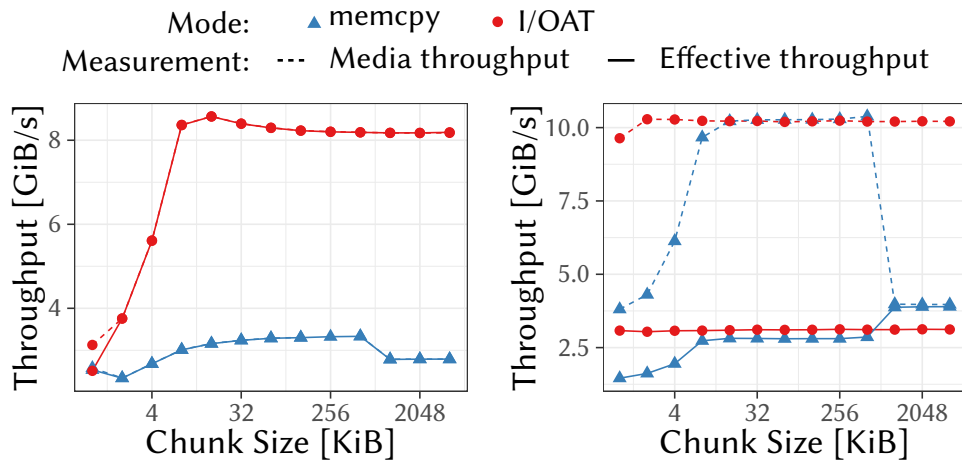 Mode: memcpy I/OAT
Measurement: Media throughput Effective throughput
Throughput [GiB/s]
8
6
4
4 32 256 2048
Chunk Size [KiB]
Throughput [GiB/s]
10.0
7.5
5.0
2.5
4 32 256 2048
Chunk Size [KiB]